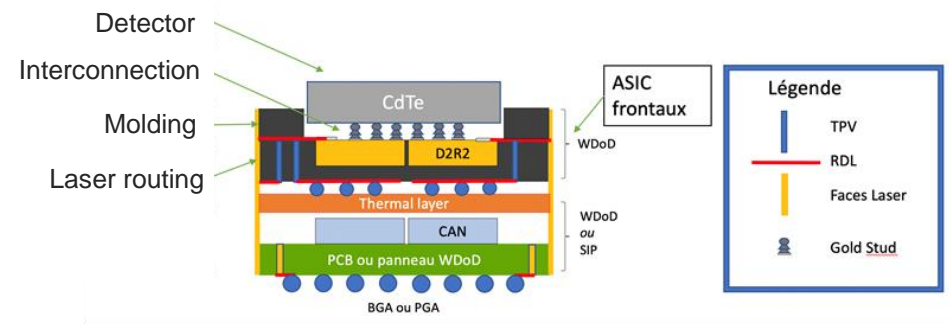 Detector
Interconnection
Molding
Laser routing
CdTe
D2R2
ASIC
frontaux
WDoD
Thermal layer
CAN
WDoD
ou
SIP
PCB ou panneau WDoD
BGA ou PGA
Légende
TPV
RDL
Faces Laser
Gold Stud